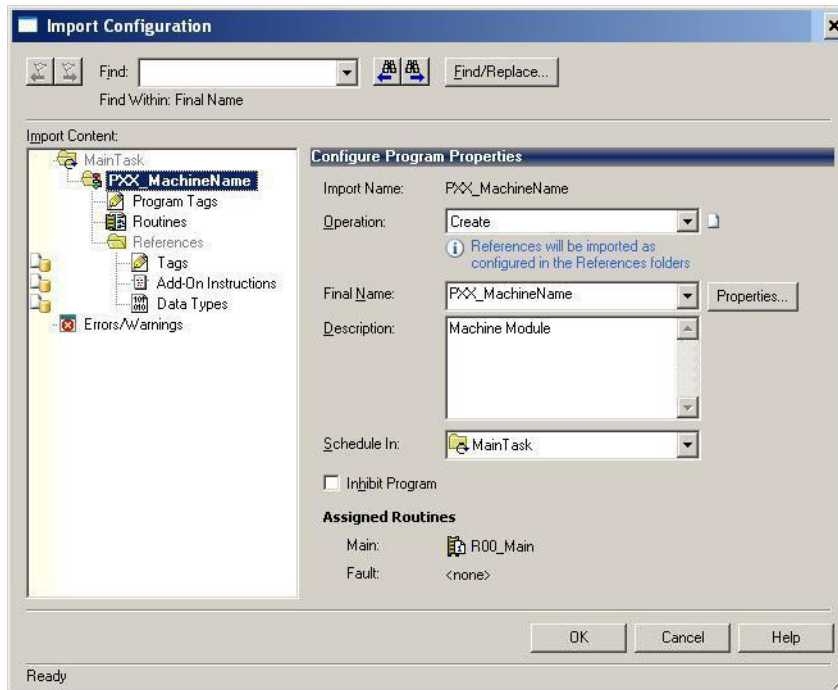 Import Configuration
Find:
Find/Replace...
Find Within: Final Name
Import Content:
MainTask
PXX_MachineName
Program Tags
Routines
References
Tags
Add-On Instructions
Data Types
Errors/Warnings
Configure Program Properties
Import Name: PXX_MachineName
Operation: Create
References will be imported as
configured in the References folders
Final Name: PXX_MachineName Properties...
Description: Machine Module
Schedule In: MainTask
Inhibit Program
Assigned Routines
Main: R00_Main
Fault: <none>
OK Cancel Help
Ready